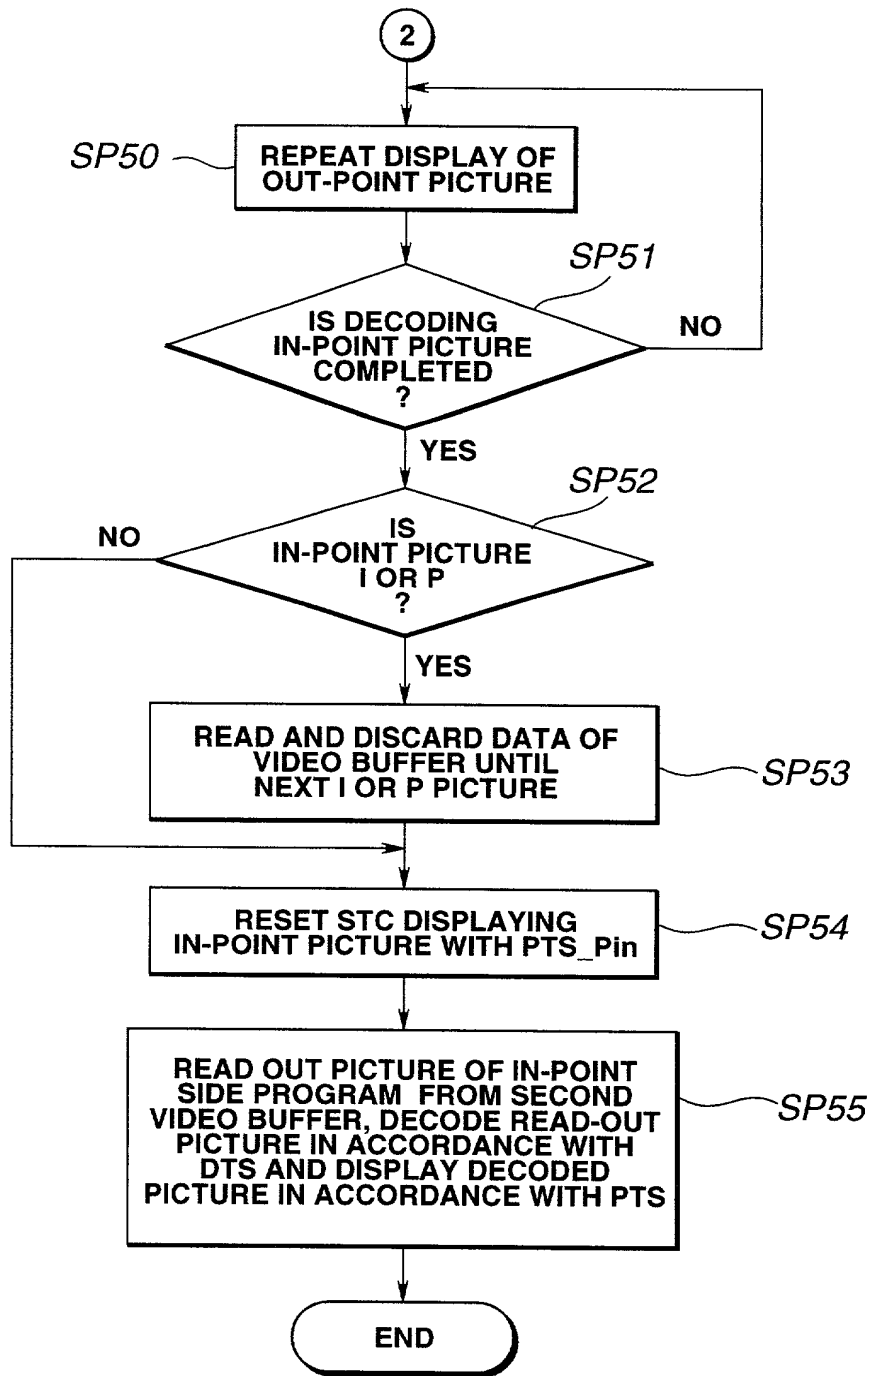 2
SP50
REPEAT DISPLAY OF
OUT-POINT PICTURE
SP51
IS DECODING
IN-POINT PICTURE
COMPLETED
?
NO
YES
SP52
NO
IS
IN-POINT PICTURE
I OR P
?
YES
READ AND DISCARD DATA OF
VIDEO BUFFER UNTIL
NEXT I OR P PICTURE
SP53
RESET STC DISPLAYING
IN-POINT PICTURE WITH PTS_Pin
SP54
READ OUT PICTURE OF IN-POINT
SIDE PROGRAM FROM SECOND
VIDEO BUFFER, DECODE READ-OUT
PICTURE IN ACCORDANCE WITH
DTS AND DISPLAY DECODED
PICTURE IN ACCORDANCE WITH PTS
SP55
END